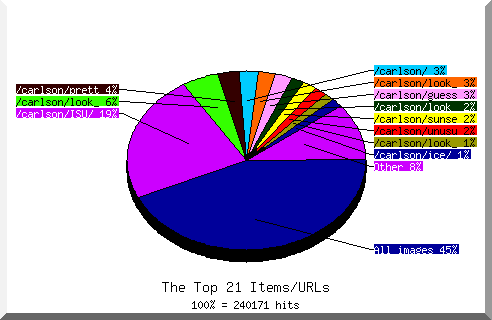 /carlson/ 3%
/carlson/look_ 3%
/carlson/prett 4%
/carlson/guess 3%
/carlson/look_ 6%
/carlson/look_ 2%
/carlson/ISU/ 19%
/carlson/sunse 2%
/carlson/unusu 2%
/carlson/look_ 1%
/carlson/ice/ 1%
Other 8%
All images 45%
The Top 21 Items/URLs
100% = 240171 hits